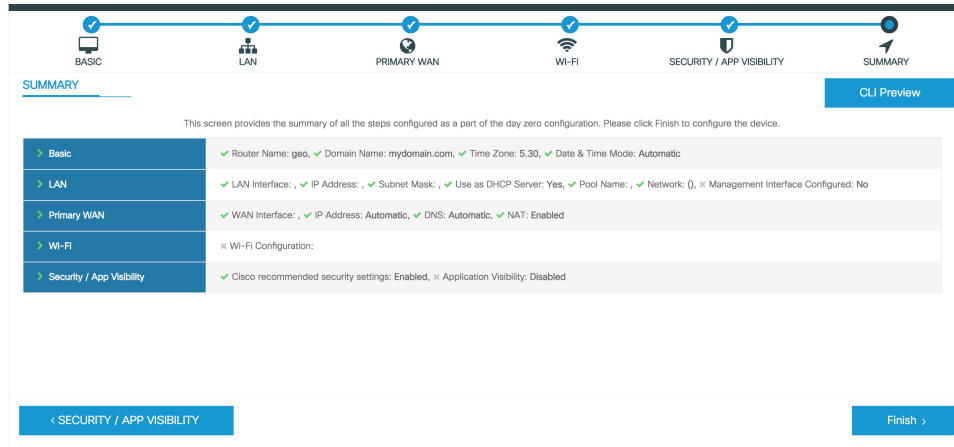 BASIC LAN PRIMARY WAN WI-FI SECURITY / APP VISIBILITY SUMMARY
SUMMARY
CLI Preview
This screen provides the summary of all the steps configured as a part of the day zero configuration. Please click Finish to configure the device.
> Basic ✔ Router Name: geo, ✔ Domain Name: mydomain.com, ✔ Time Zone: 5.30, ✔ Date & Time Mode: Automatic
> LAN ✔ LAN Interface: , ✔ IP Address: , ✔ Subnet Mask: , ✔ Use as DHCP Server: Yes, ✔ Pool Name: , ✔ Network: (), ✖ Management Interface Configured: No
> Primary WAN ✔ WAN Interface: , ✔ IP Address: Automatic, ✔ DNS: Automatic, ✔ NAT: Enabled
> Wi-Fi ✖ Wi-Fi Configuration:
> Security / App Visibility ✔ Cisco recommended security settings: Enabled, ✖ Application Visibility: Disabled
< SECURITY / APP VISIBILITY Finish >